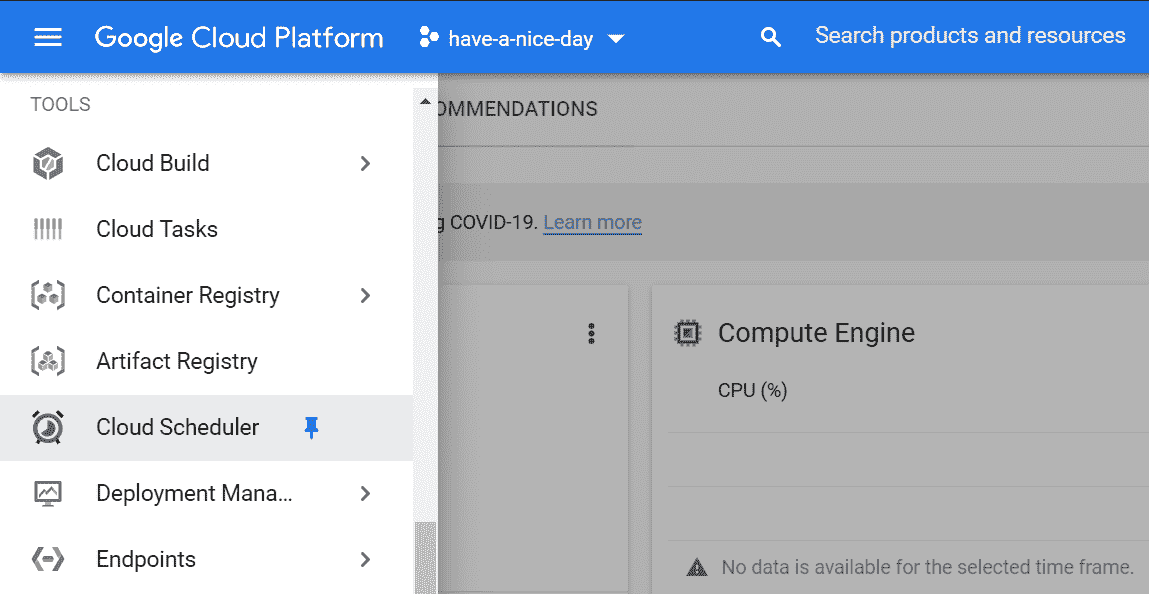 Google Cloud Platform
have-a-nice-day
Search products and resources
TOOLS
Cloud Build
Cloud Tasks
Container Registry
Artifact Registry
Cloud Scheduler
Deployment Mana...
Endpoints
OMMENDATIONS
g COVID-19. Learn more
Compute Engine
CPU (%)
No data is available for the selected time frame.